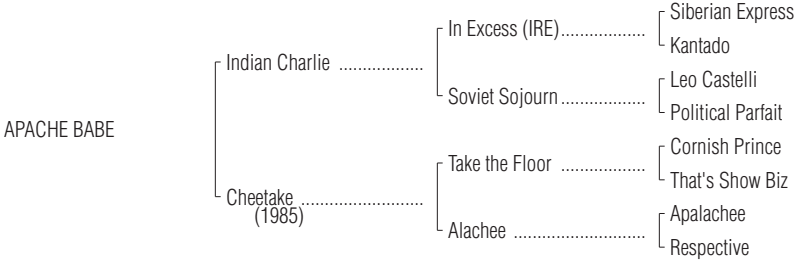 Siberian Express
In Excess (IRE)..................
Kantado
Indian Charlie ..................
Leo Castelli
Soviet Sojourn..................
Political Parfait
APACHE BABE
Cornish Prince
Take the Floor ..................
That's Show Biz
Cheetake ..........................
(1985)
Apalachee
Alachee ............................
Respective